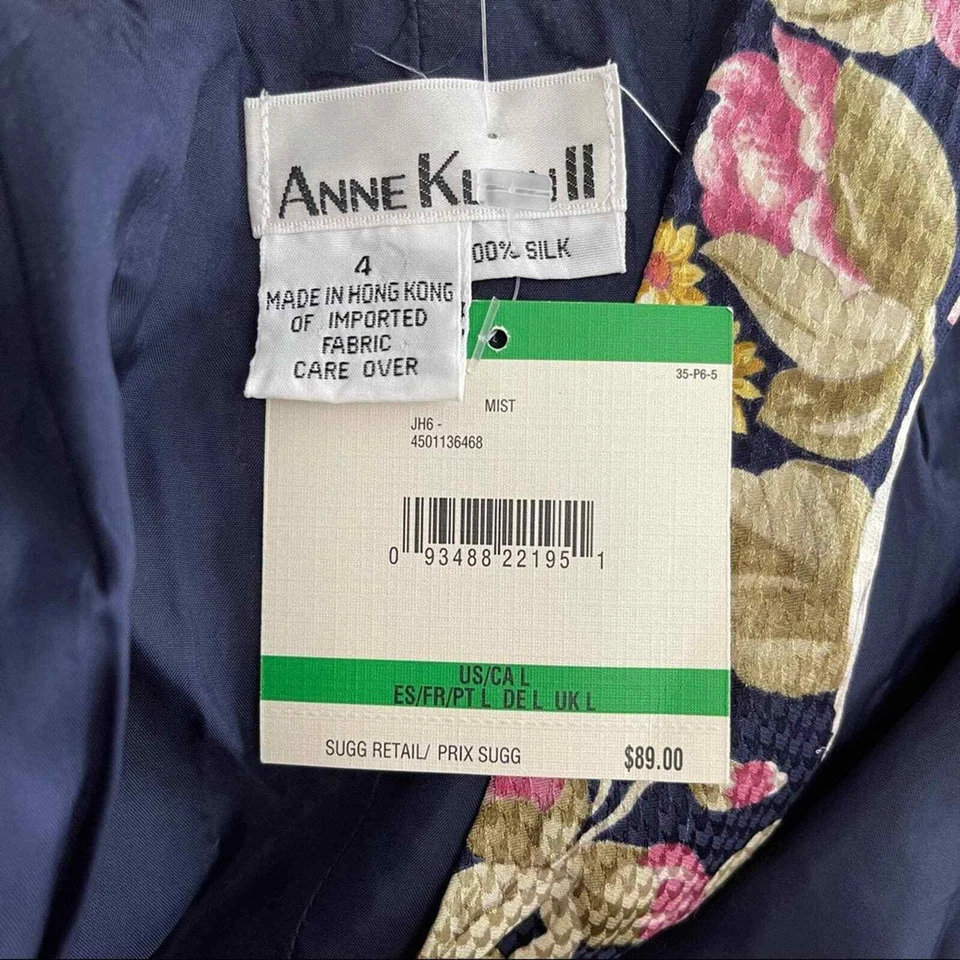 ANNE II
00% SILK
4
MADE IN HONG KONG
OF IMPORTED
FABRIC
CARE OVER
35-P6-5
MIST
JH6 -
4501136468
0 93488 22195 1
US/CA L
ES/FR/PT L DE L UK L
SUGG RETAIL/ PRIX SUGG
$89.00